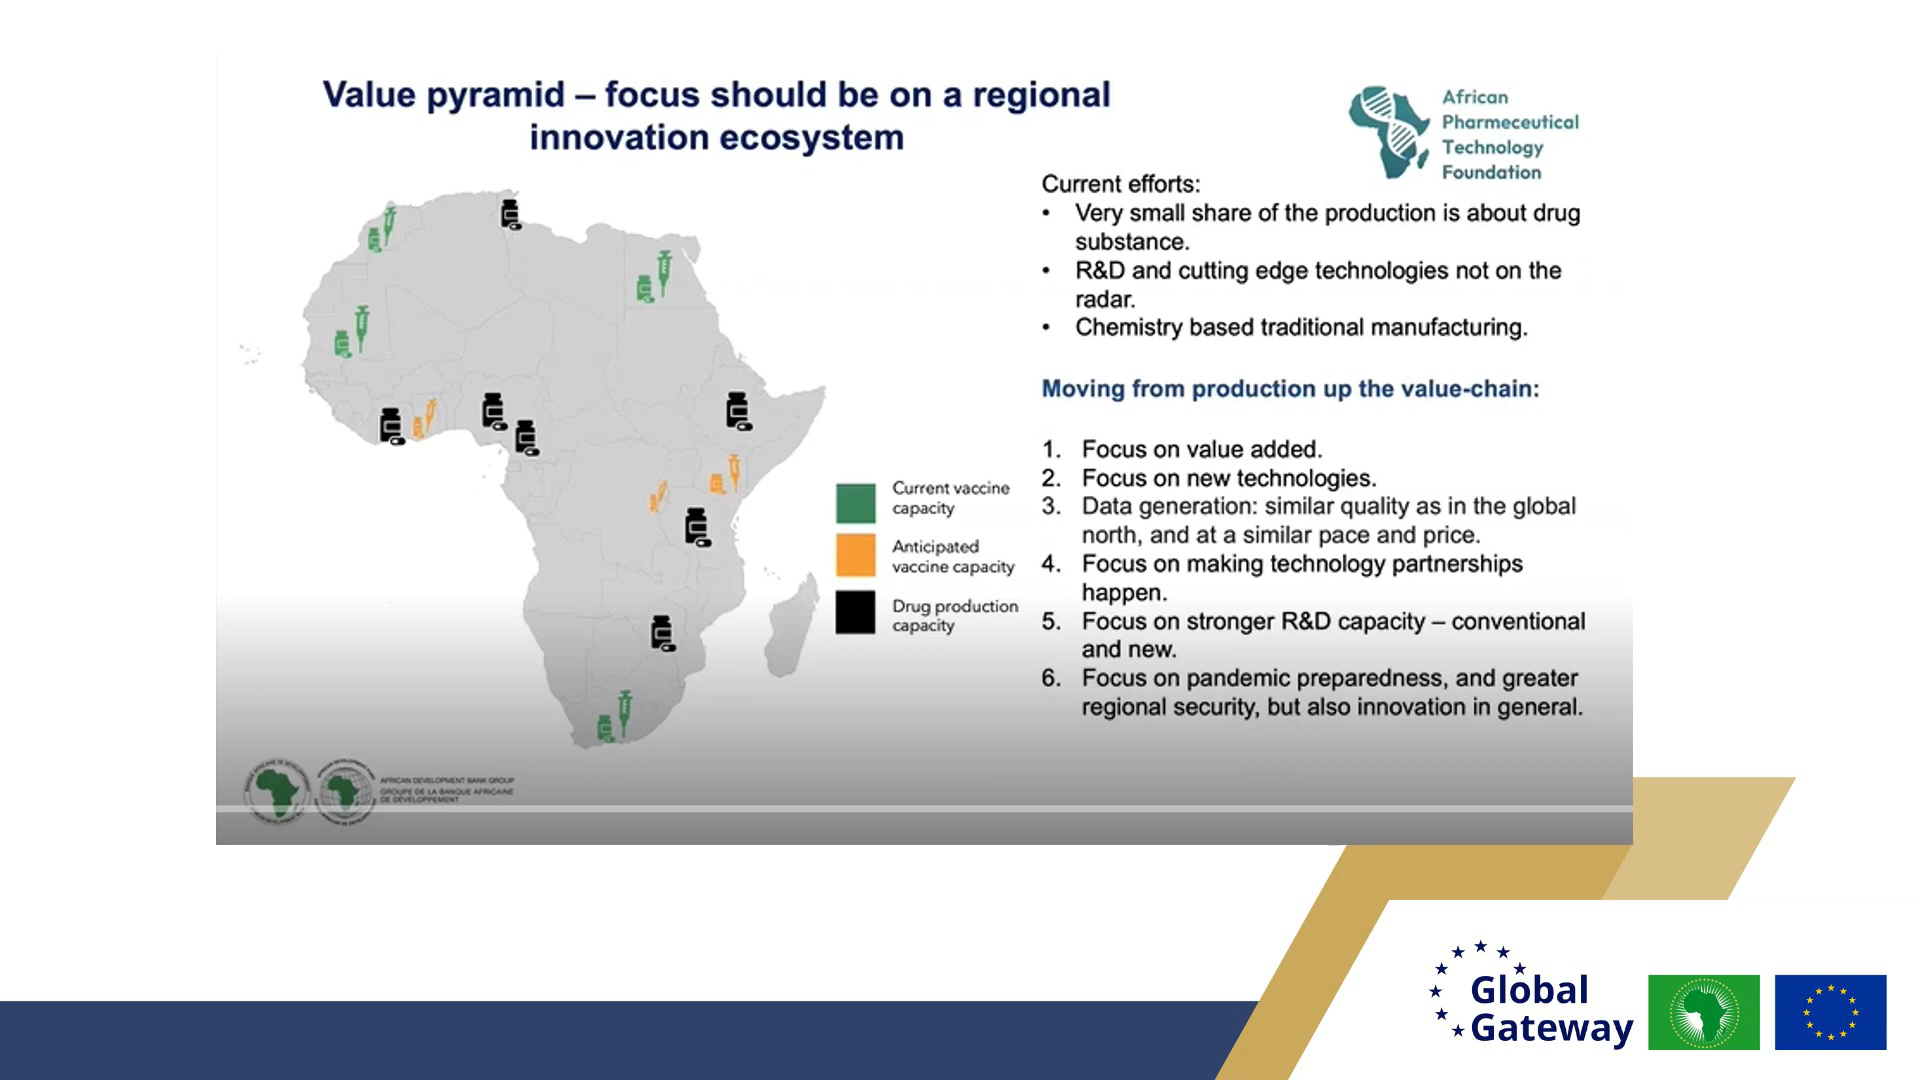 Value pyramid – focus should be on a regional
innovation ecosystem
African
Pharmeceutical
Technology
Foundation
Current efforts:
• Very small share of the production is about drug
substance.
• R&D and cutting edge technologies not on the
radar.
• Chemistry based traditional manufacturing.
Moving from production up the value-chain:
1. Focus on value added.
2. Focus on new technologies.
3. Data generation: similar quality as in the global
north, and at a similar pace and price.
4. Focus on making technology partnerships
happen.
5. Focus on stronger R&D capacity – conventional
and new.
6. Focus on pandemic preparedness, and greater
regional security, but also innovation in general.
Current vaccine
capacity
Anticipated
vaccine capacity
Drug production
capacity
AFRICAN DEVELOPMENT BANK GROUP
GROUPE DE LA BANQUE AFRICAINE
DE DÉVELOPPEMENT
Global
Gateway